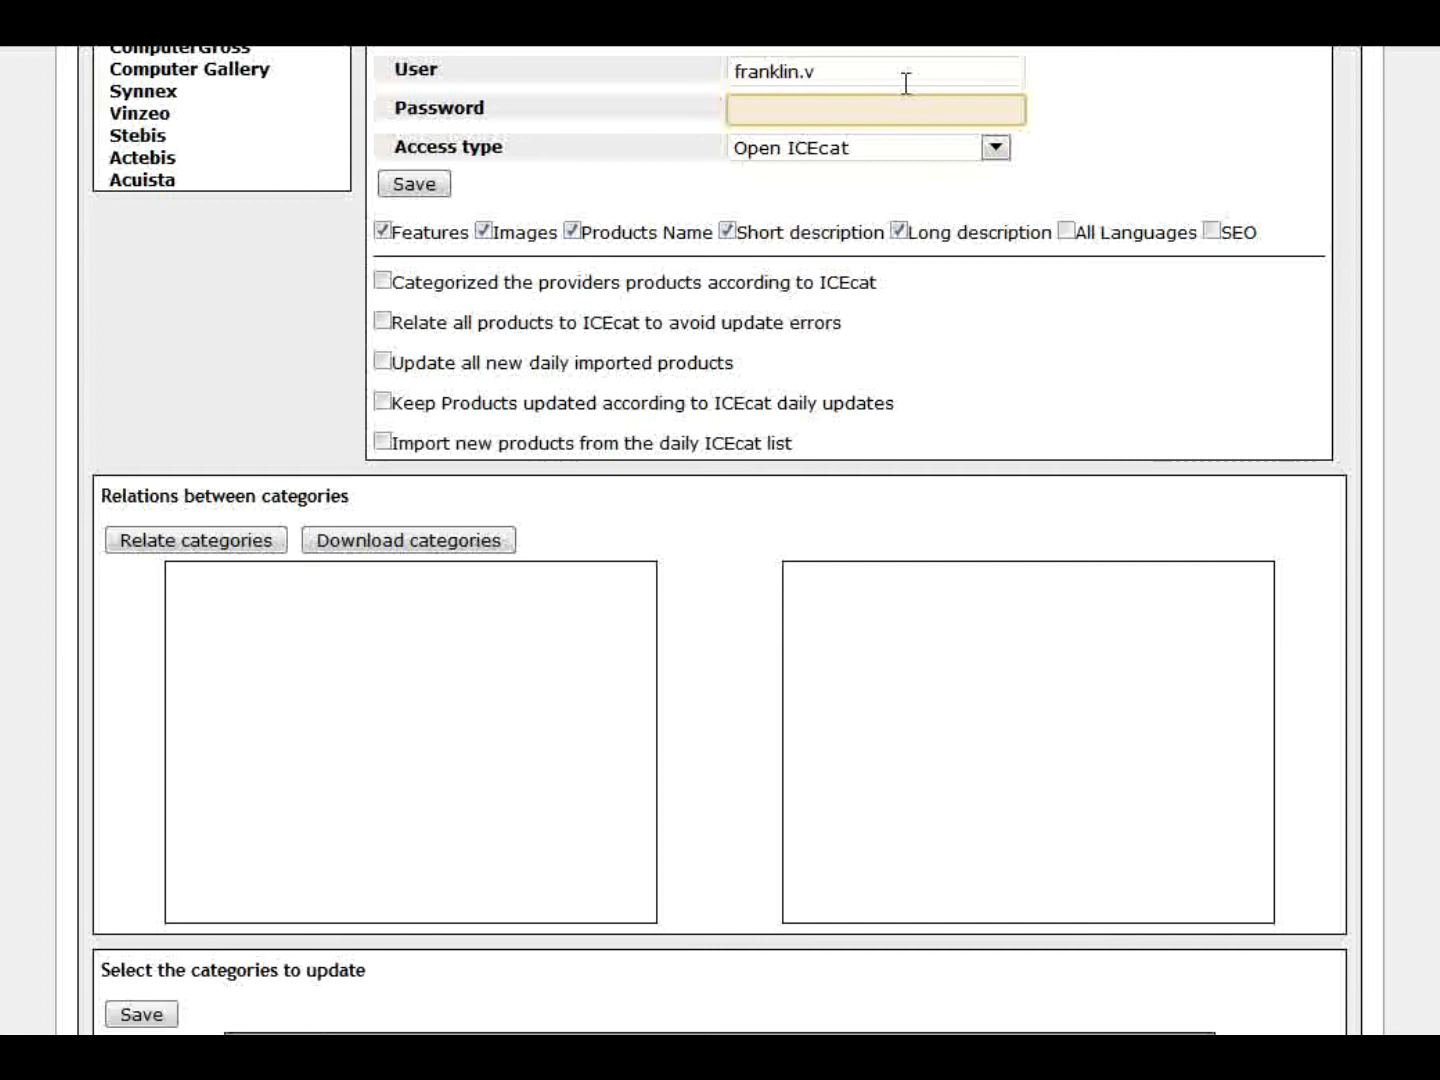 ComputerGross
Computer Gallery
Synnex
Vinzeo
Stebis
Actebis
Acuista
User franklin.v
Password
Access type Open ICEcat
Save
Features Images Products Name Short description Long description All Languages SEO
Categorized the providers products according to ICEcat
Relate all products to ICEcat to avoid update errors
Update all new daily imported products
Keep Products updated according to ICEcat daily updates
Import new products from the daily ICEcat list
Relations between categories
Relate categories Download categories
Select the categories to update
Save